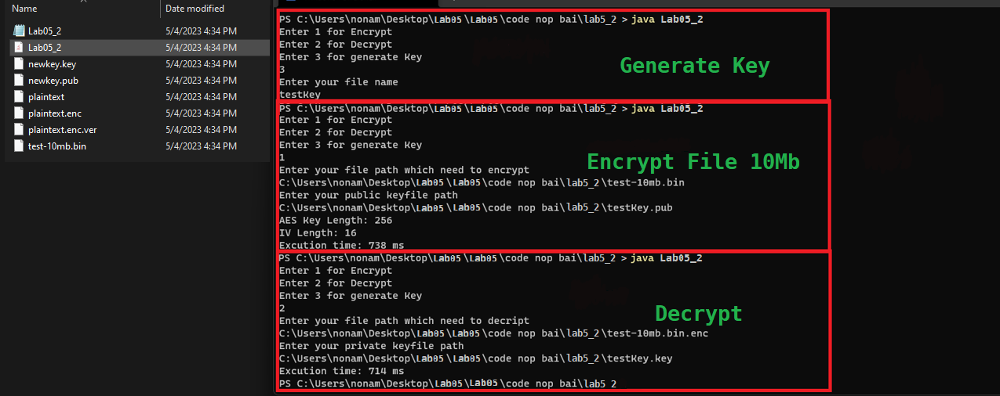 Name Date modified
Lab05_2 5/4/2023 4:34 PM
Lab05_2 5/4/2023 4:34 PM
newkey.key 5/4/2023 4:34 PM
newkey.pub 5/4/2023 4:34 PM
plaintext 5/4/2023 4:34 PM
plaintext.enc 5/4/2023 4:34 PM
plaintext.enc.ver 5/4/2023 4:34 PM
test-10mb.bin 5/4/2023 4:34 PM
PS C:\Users\nonam\Desktop\Lab05\Lab05\code nop bai\lab5_2 > java Lab05_2
Enter 1 for Encrypt
Enter 2 for Decrypt
Enter 3 for generate Key
3
Enter your file name
testKey
Generate Key
PS C:\Users\nonam\Desktop\Lab05\Lab05\code nop bai\lab5_2 > java Lab05_2
Enter 1 for Encrypt
Enter 2 for Decrypt
Enter 3 for generate Key
1
Enter your file path which need to encrypt
C:\Users\nonam\Desktop\Lab05\Lab05\code nop bai\lab5_2\test-10mb.bin
Enter your public keyfile path
C:\Users\nonam\Desktop\Lab05\Lab05\code nop bai\lab5_2\testKey.pub
AES Key Length: 256
IV Length: 16
Excution time: 738 ms
Encrypt File 10Mb
PS C:\Users\nonam\Desktop\Lab05\Lab05\code nop bai\lab5_2 > java Lab05_2
Enter 1 for Encrypt
Enter 2 for Decrypt
Enter 3 for generate Key
2
Enter your file path which need to decript
C:\Users\nonam\Desktop\Lab05\Lab05\code nop bai\lab5_2\test-10mb.bin.enc
Enter your private keyfile path
C:\Users\nonam\Desktop\Lab05\Lab05\code nop bai\lab5_2\testKey.key
Excution time: 714 ms
PS C:\Users\nonam\Desktop\Lab05\Lab05\code nop bai\lab5 2
Decrypt